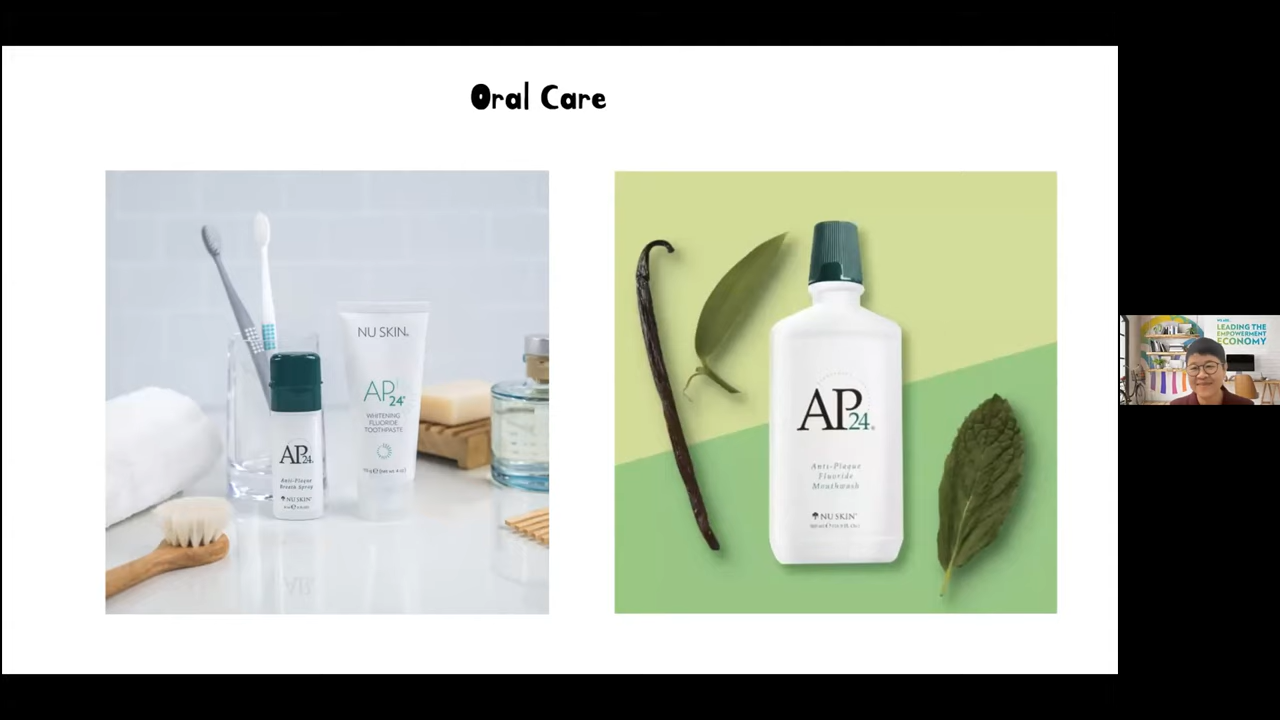 Oral Care
NU SKIN
AP
24
WHITENING
FLUORIDE
TOOTHPASTE
AP
24
Anti-Plaque
Breath Spray
NU SKIN
AP
24
Anti-Plaque
Fluoride
Mouthwash
NU SKIN
LEADING THE
EMPOWERMENT
ECONOMY